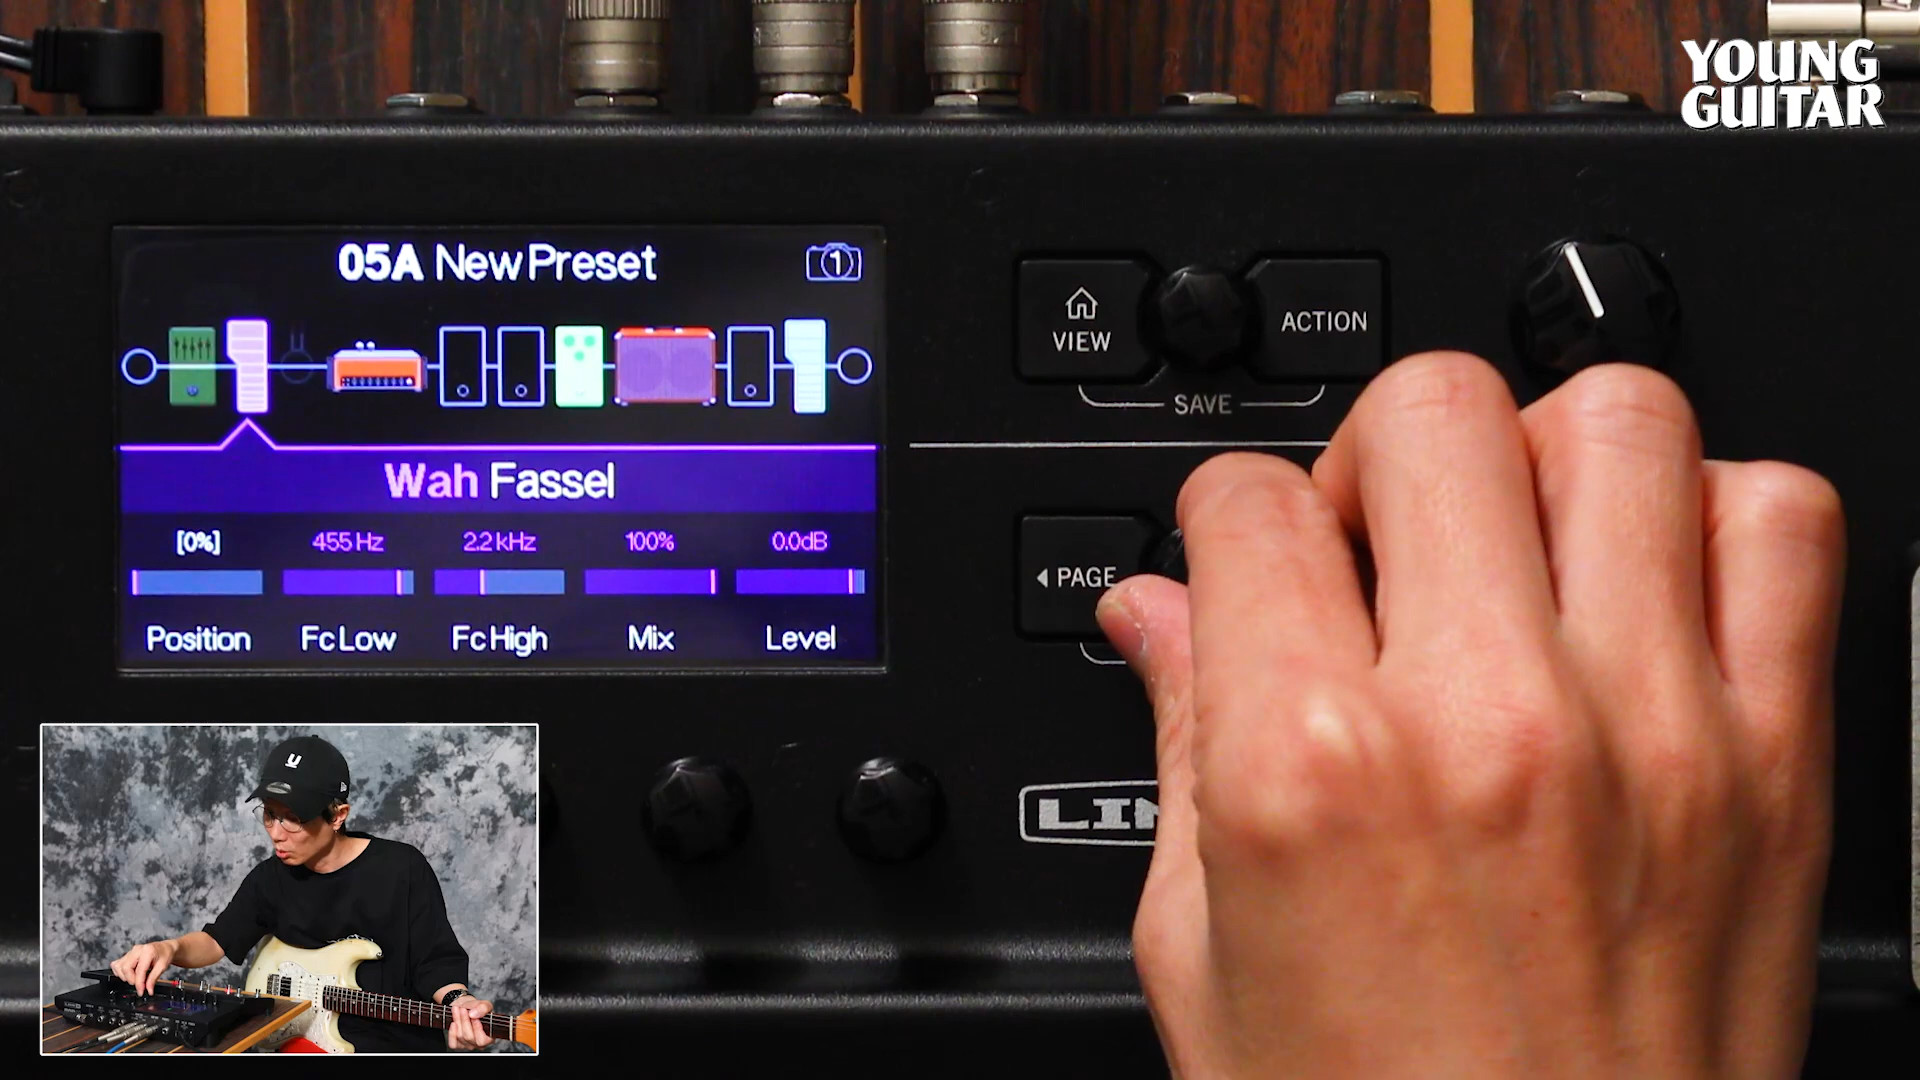 YOUNG
GUITAR
05A New Preset
1
Wah Fassel
[0%] 455 Hz 2.2 kHz 100% 0.0dB
Position Fc Low Fc High Mix Level
VIEW
ACTION
SAVE
PAGE
LIN
U